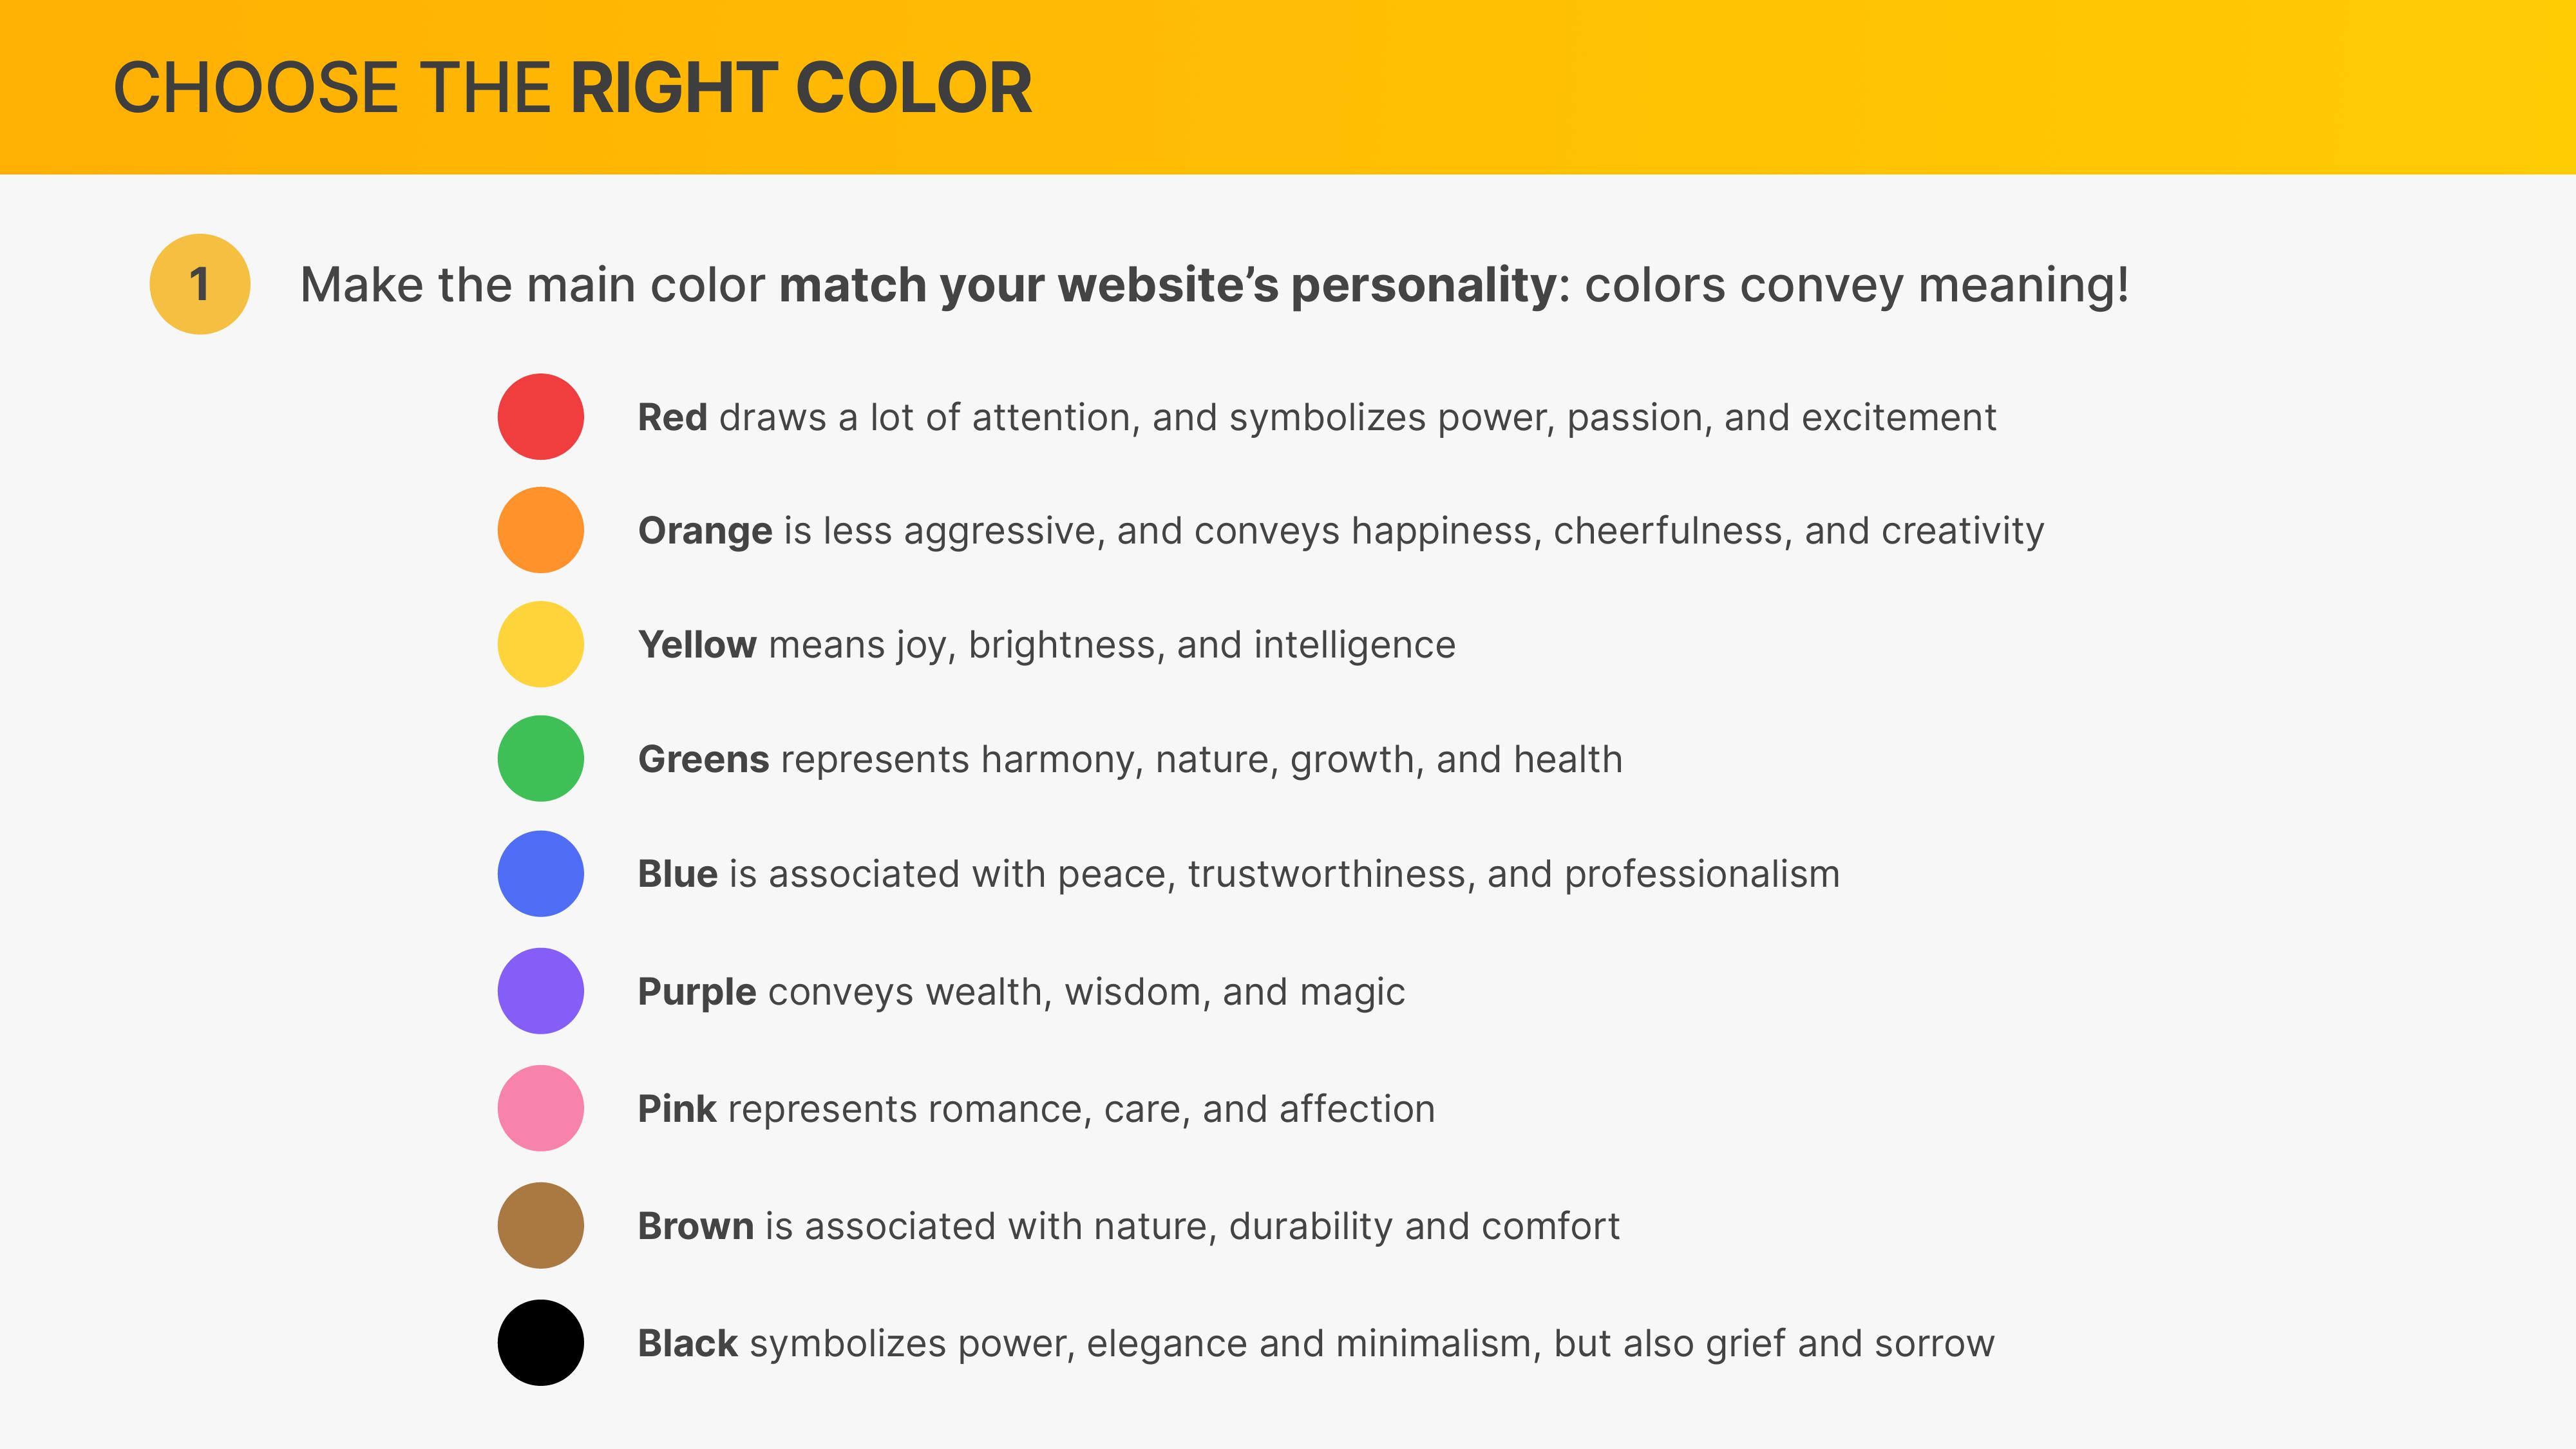 CHOOSE THE RIGHT COLOR
1 Make the main color match your website’s personality: colors convey meaning!
Red draws a lot of attention, and symbolizes power, passion, and excitement
Orange is less aggressive, and conveys happiness, cheerfulness, and creativity
Yellow means joy, brightness, and intelligence
Greens represents harmony, nature, growth, and health
Blue is associated with peace, trustworthiness, and professionalism
Purple conveys wealth, wisdom, and magic
Pink represents romance, care, and affection
Brown is associated with nature, durability and comfort
Black symbolizes power, elegance and minimalism, but also grief and sorrow